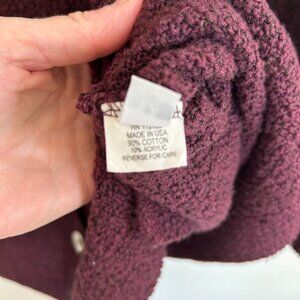 MADE IN USA
90% COTTON
10% ACRYLIC
REVERSE FOR CARE